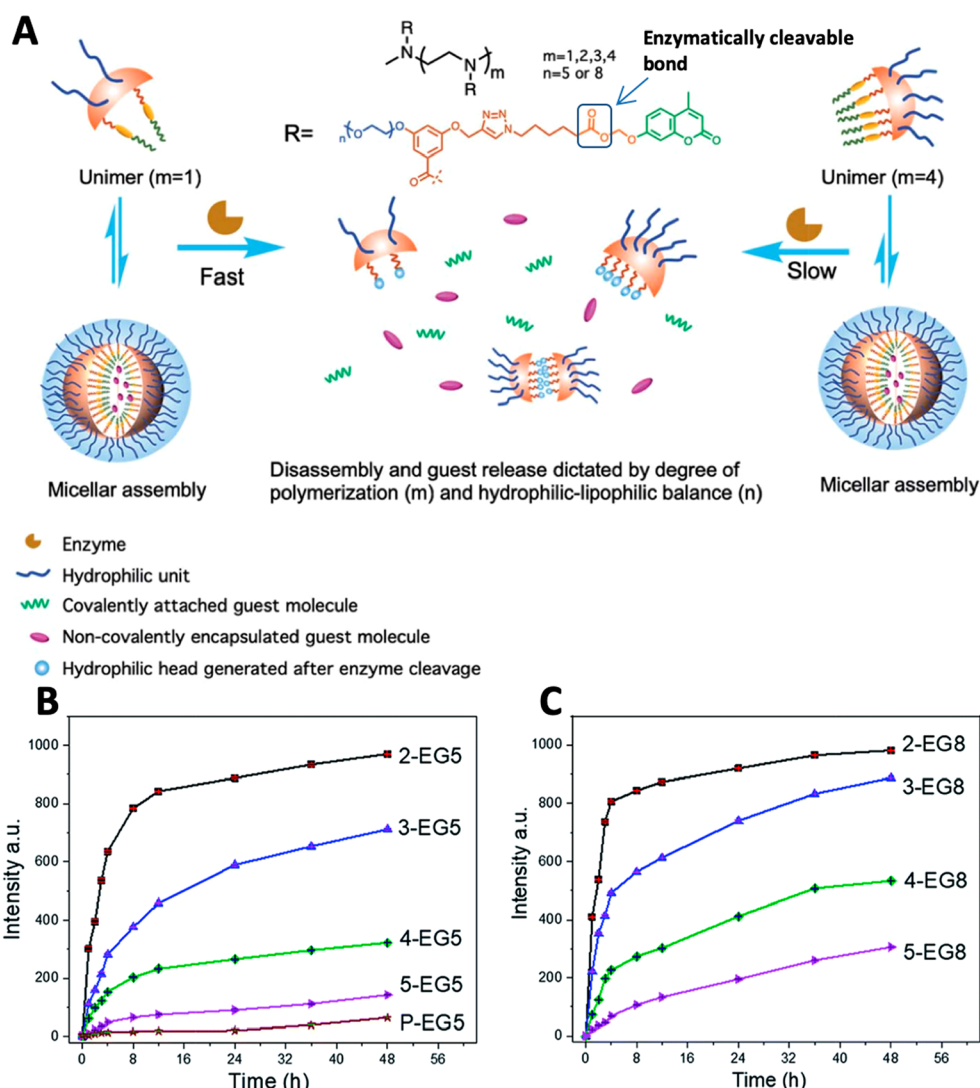 A
R
N
N
R
m
m=1,2,3,4
n=5 or 8
Enzymatically cleavable
bond
R=
n
O
O
O
N=N
N
O
O
O
O
O
O
Unimer (m=1)
Unimer (m=4)
Fast
Slow
Micellar assembly
Disassembly and guest release dictated by degree of
polymerization (m) and hydrophilic-lipophilic balance (n)
Micellar assembly
Enzyme
Hydrophilic unit
Covalently attached guest molecule
Non-covalently encapsulated guest molecule
Hydrophilic head generated after enzyme cleavage
B
Intensity a.u.
1000
800
600
400
200
0
2-EG5
3-EG5
4-EG5
5-EG5
P-EG5
0 8 16 24 32 40 48 56
Time (h)
C
Intensity a.u.
1000
800
600
400
200
0
2-EG8
3-EG8
4-EG8
5-EG8
0 8 16 24 32 40 48 56
Time (h)